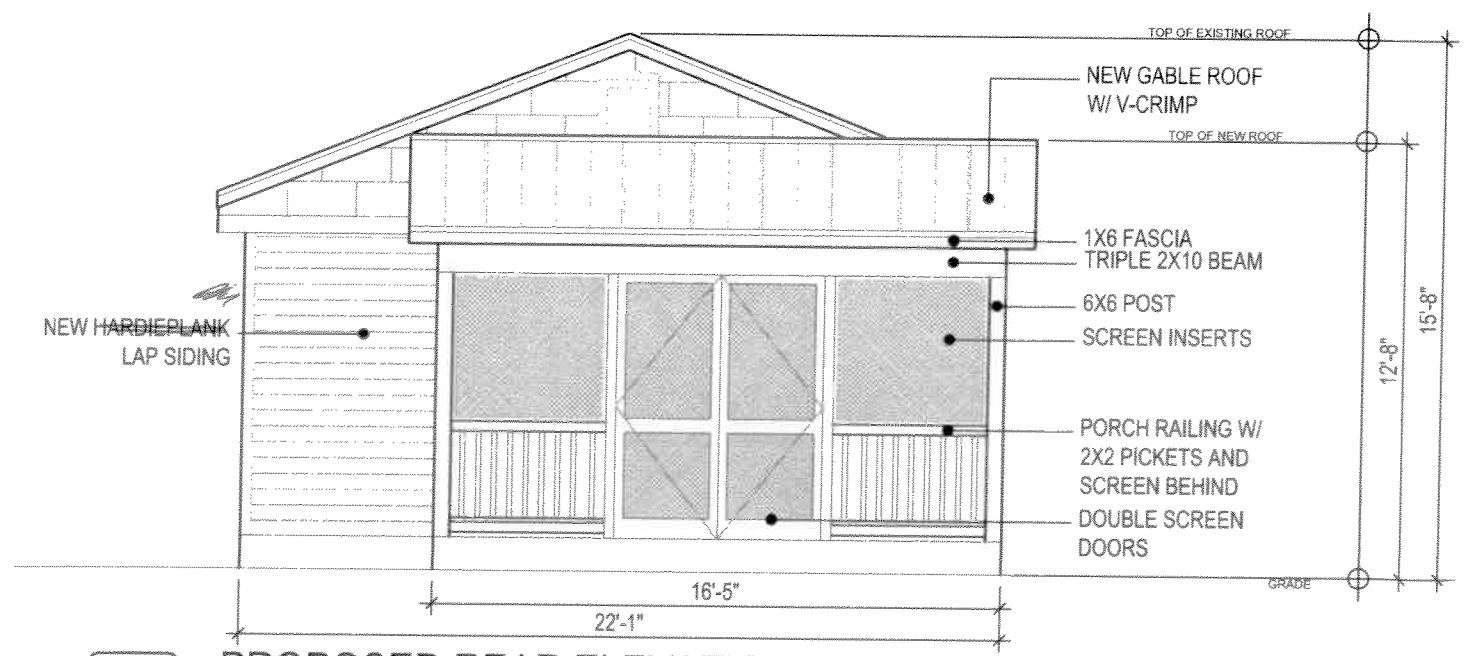 TOP OF EXISTING ROOF
NEW GABLE ROOF
W/ V-CRIMP
TOP OF NEW ROOF
1X6 FASCIA
TRIPLE 2X10 BEAM
6X6 POST
SCREEN INSERTS
NEW HARDIEPLANK
LAP SIDING
15'-8"
12'-8"
PORCH RAILING W/
2X2 PICKETS AND
SCREEN BEHIND
DOUBLE SCREEN
DOORS
GRADE
16'-5"
22'-1"
PROPOSED REAR